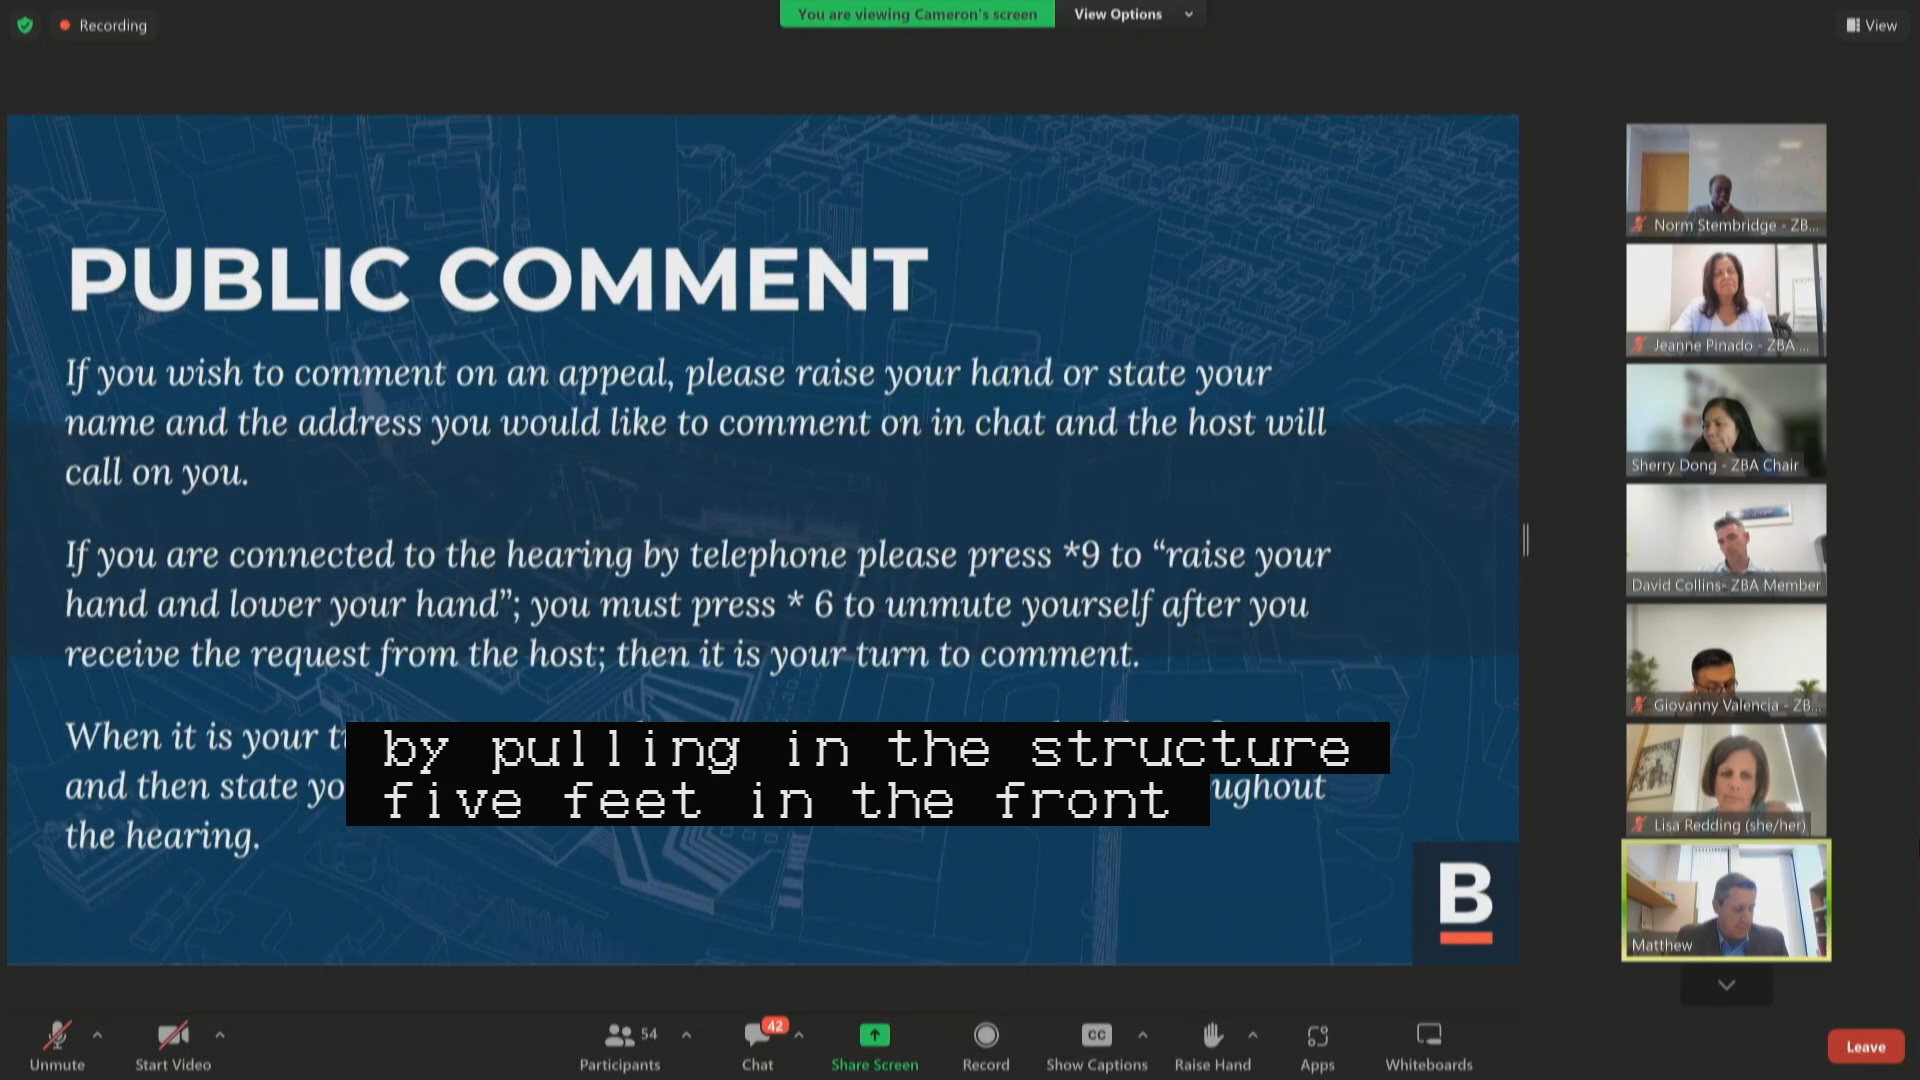 Recording
You are viewing Cameron's screen
View Options
View
PUBLIC COMMENT
If you wish to comment on an appeal, please raise your hand or state your
name and the address you would like to comment on in chat and the host will
call on you.
If you are connected to the hearing by telephone please press *9 to “raise your
hand and lower your hand”; you must press * 6 to unmute yourself after you
receive the request from the host; then it is your turn to comment.
When it is your
and then state
the hearing.
by pulling in the structure
five feet in the front
B
Norm Stembridge - ZB...
Jeanne Pinado - ZBA ...
Sherry Dong - ZBA Chair
David Collins- ZBA Member
Giovanny Valencia - ZB...
Lisa Redding (she/her)
Matthew
Unmute
Start Video
54
Participants
42
Chat
Share Screen
Record
CC
Show Captions
Raise Hand
Apps
Whiteboards
Leave